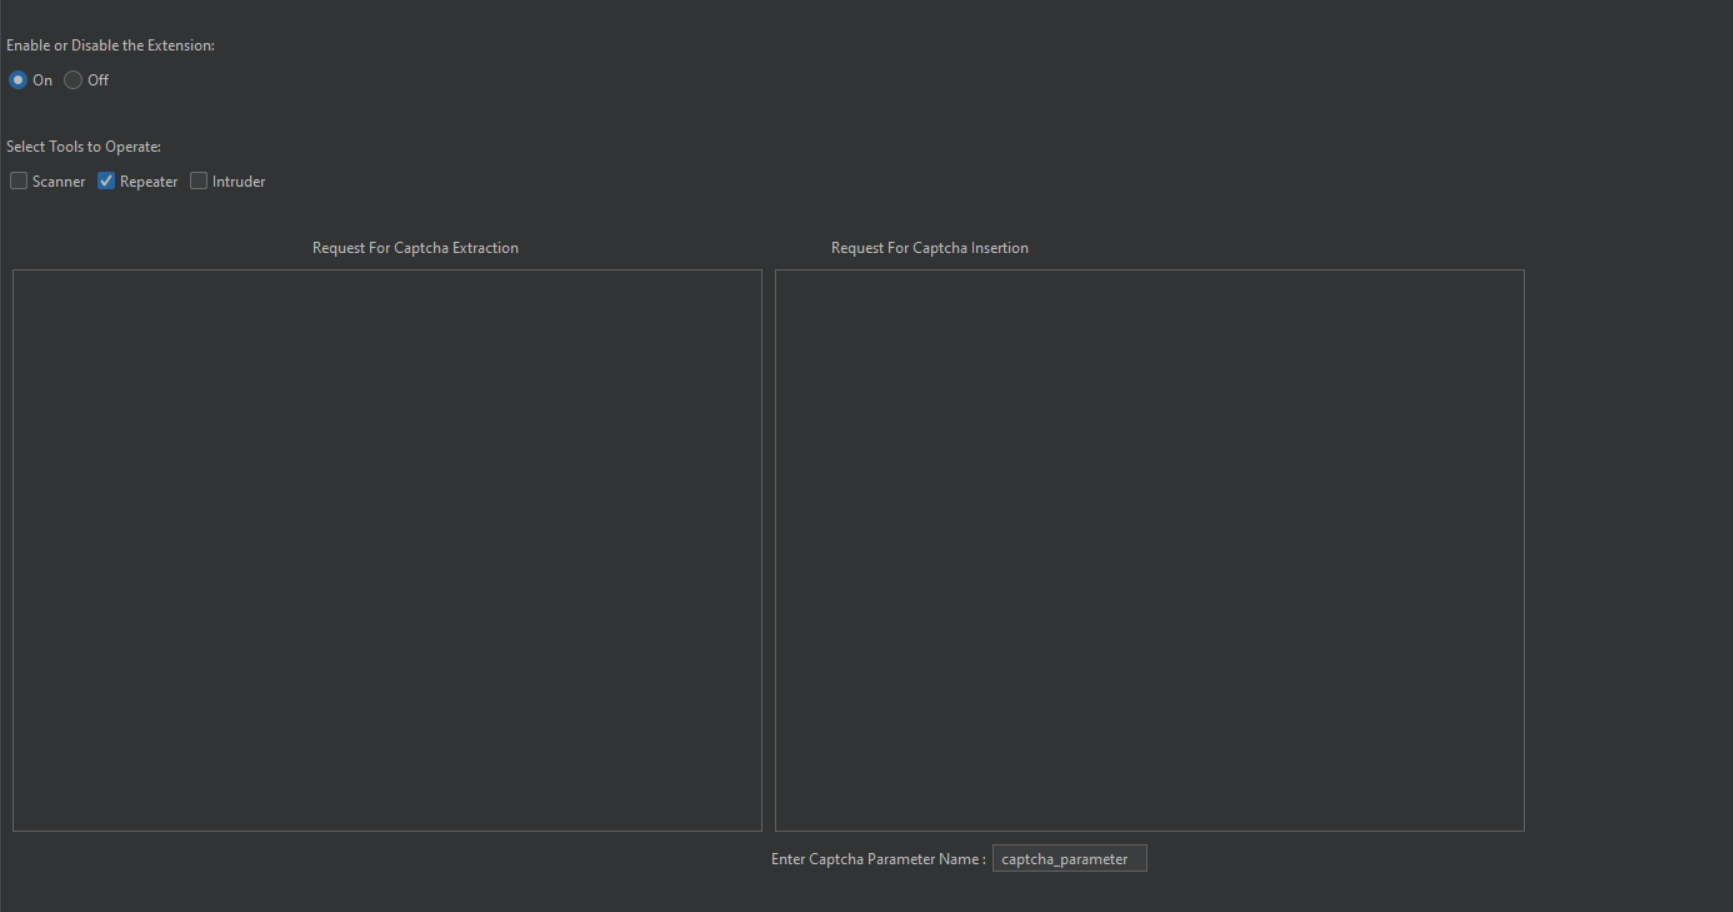 Enable or Disable the Extension:
On Off
Select Tools to Operate:
Scanner Repeater Intruder
Request For Captcha Extraction Request For Captcha Insertion
Enter Captcha Parameter Name : captcha_parameter